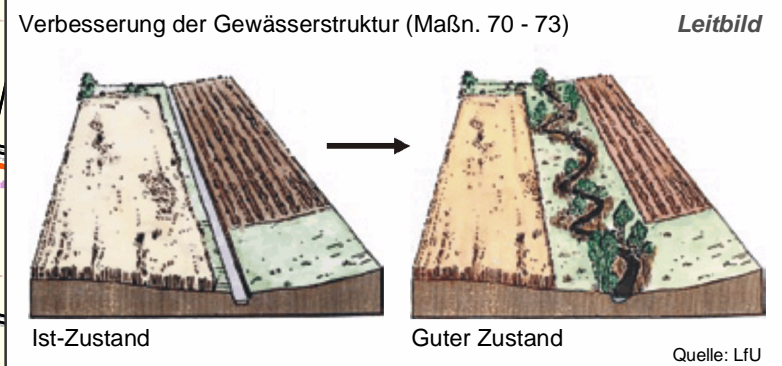 Verbesserung der Gewässerstruktur (Maßn. 70 - 73) Leitbild
Ist-Zustand Guter Zustand
Quelle: LfU